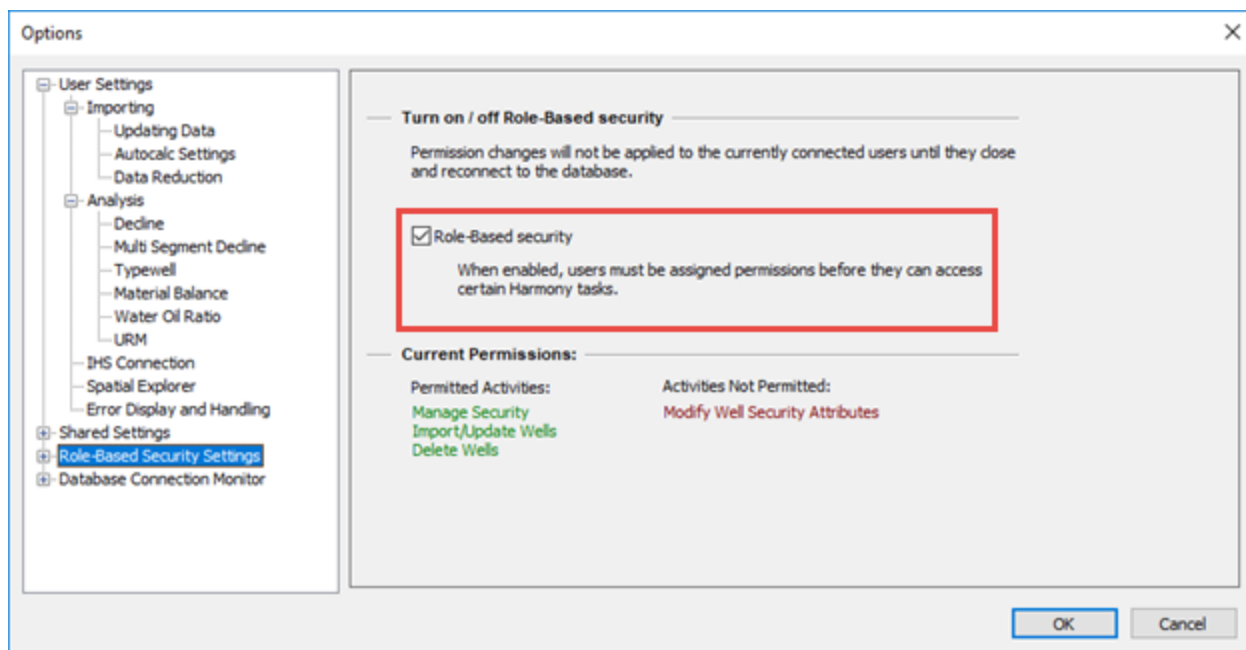 Options
User Settings
Importing
Updating Data
Autocalc Settings
Data Reduction
Analysis
Decline
Multi Segment Decline
Typewell
Material Balance
Water Oil Ratio
URM
IHS Connection
Spatial Explorer
Error Display and Handling
Shared Settings
Role-Based Security Settings
Database Connection Monitor
Turn on / off Role-Based security
Permission changes will not be applied to the currently connected users until they close
and reconnect to the database.
Role-Based security
When enabled, users must be assigned permissions before they can access
certain Harmony tasks.
Current Permissions:
Permitted Activities:
Manage Security
Import/Update Wells
Delete Wells
Activities Not Permitted:
Modify Well Security Attributes
OK
Cancel